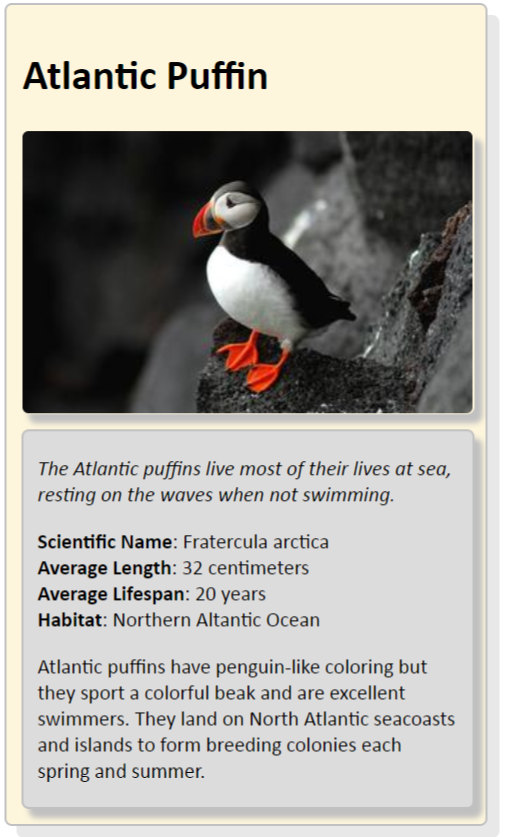 Atlantic Puffin
The Atlantic puffins live most of their lives at sea,
resting on the waves when not swimming.
Scientific Name: Fratercula arctica
Average Length: 32 centimeters
Average Lifespan: 20 years
Habitat: Northern Altantic Ocean
Atlantic puffins have penguin-like coloring but
they sport a colorful beak and are excellent
swimmers. They land on North Atlantic seacoasts
and islands to form breeding colonies each
spring and summer.